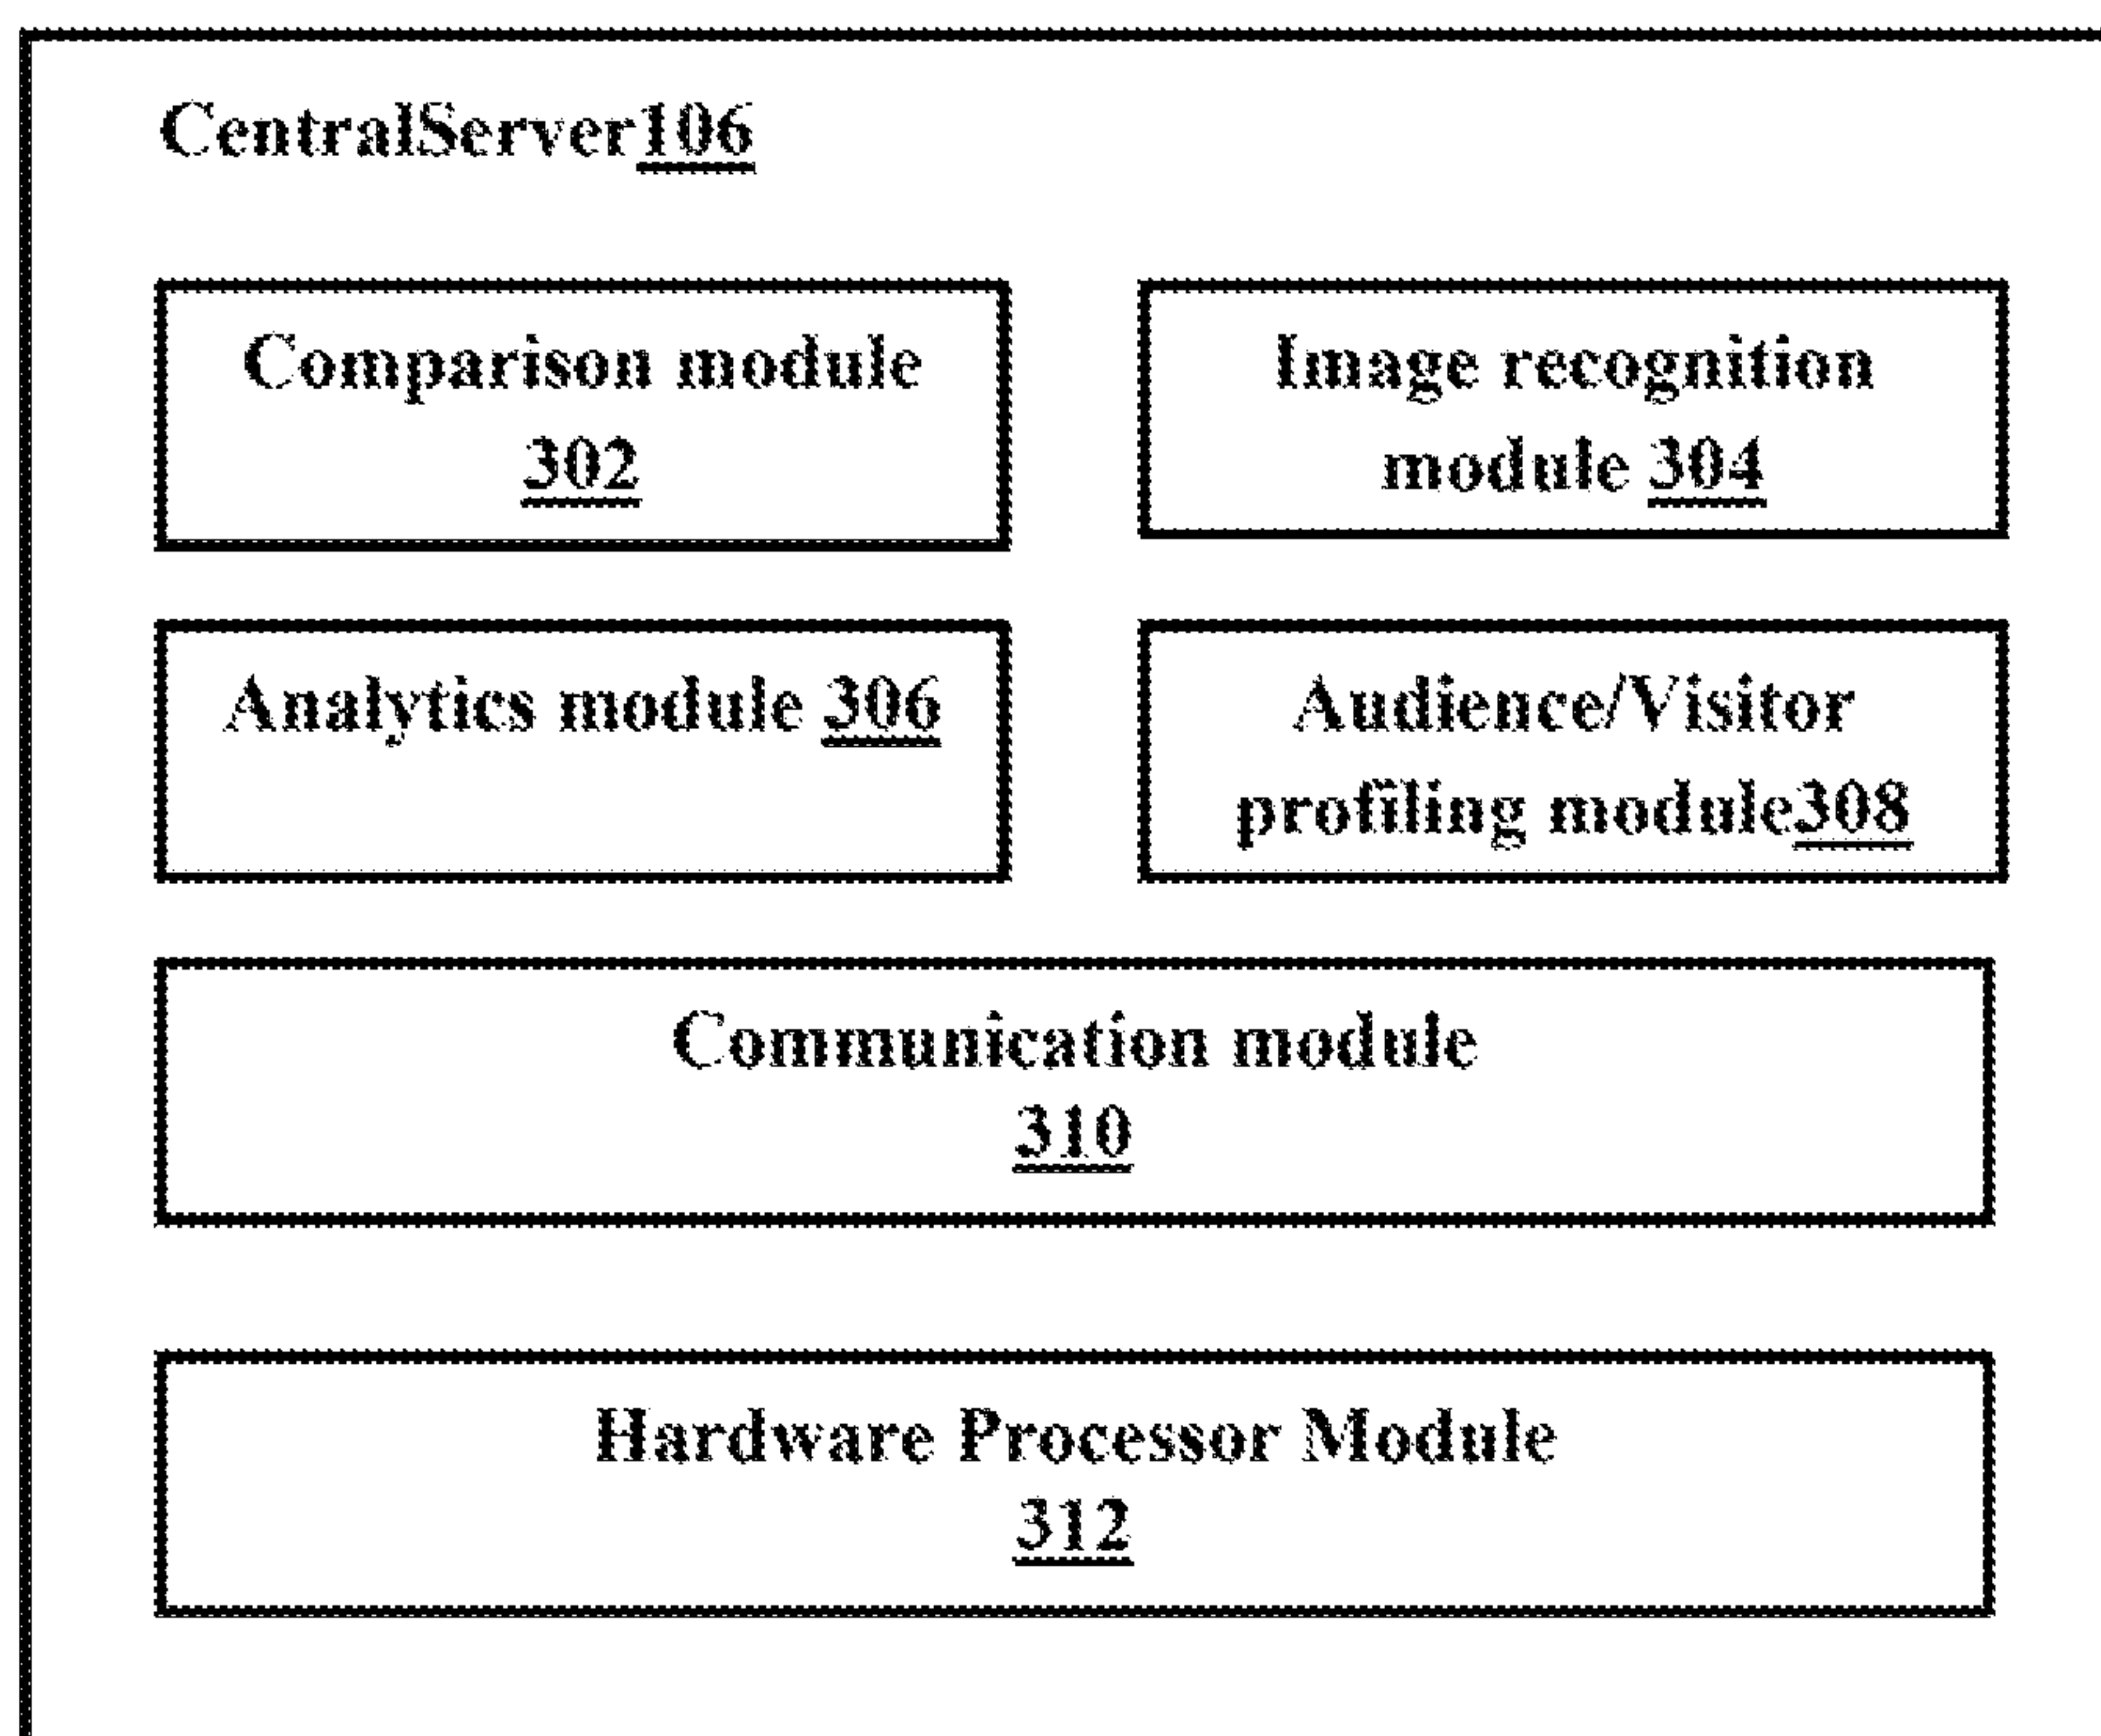 CentralServer106
Comparison module
302
Image recognition
module 304
Analytics module 306
Audience/Visitor
profiling module308
Communication module
310
Hardware Processor Module
312